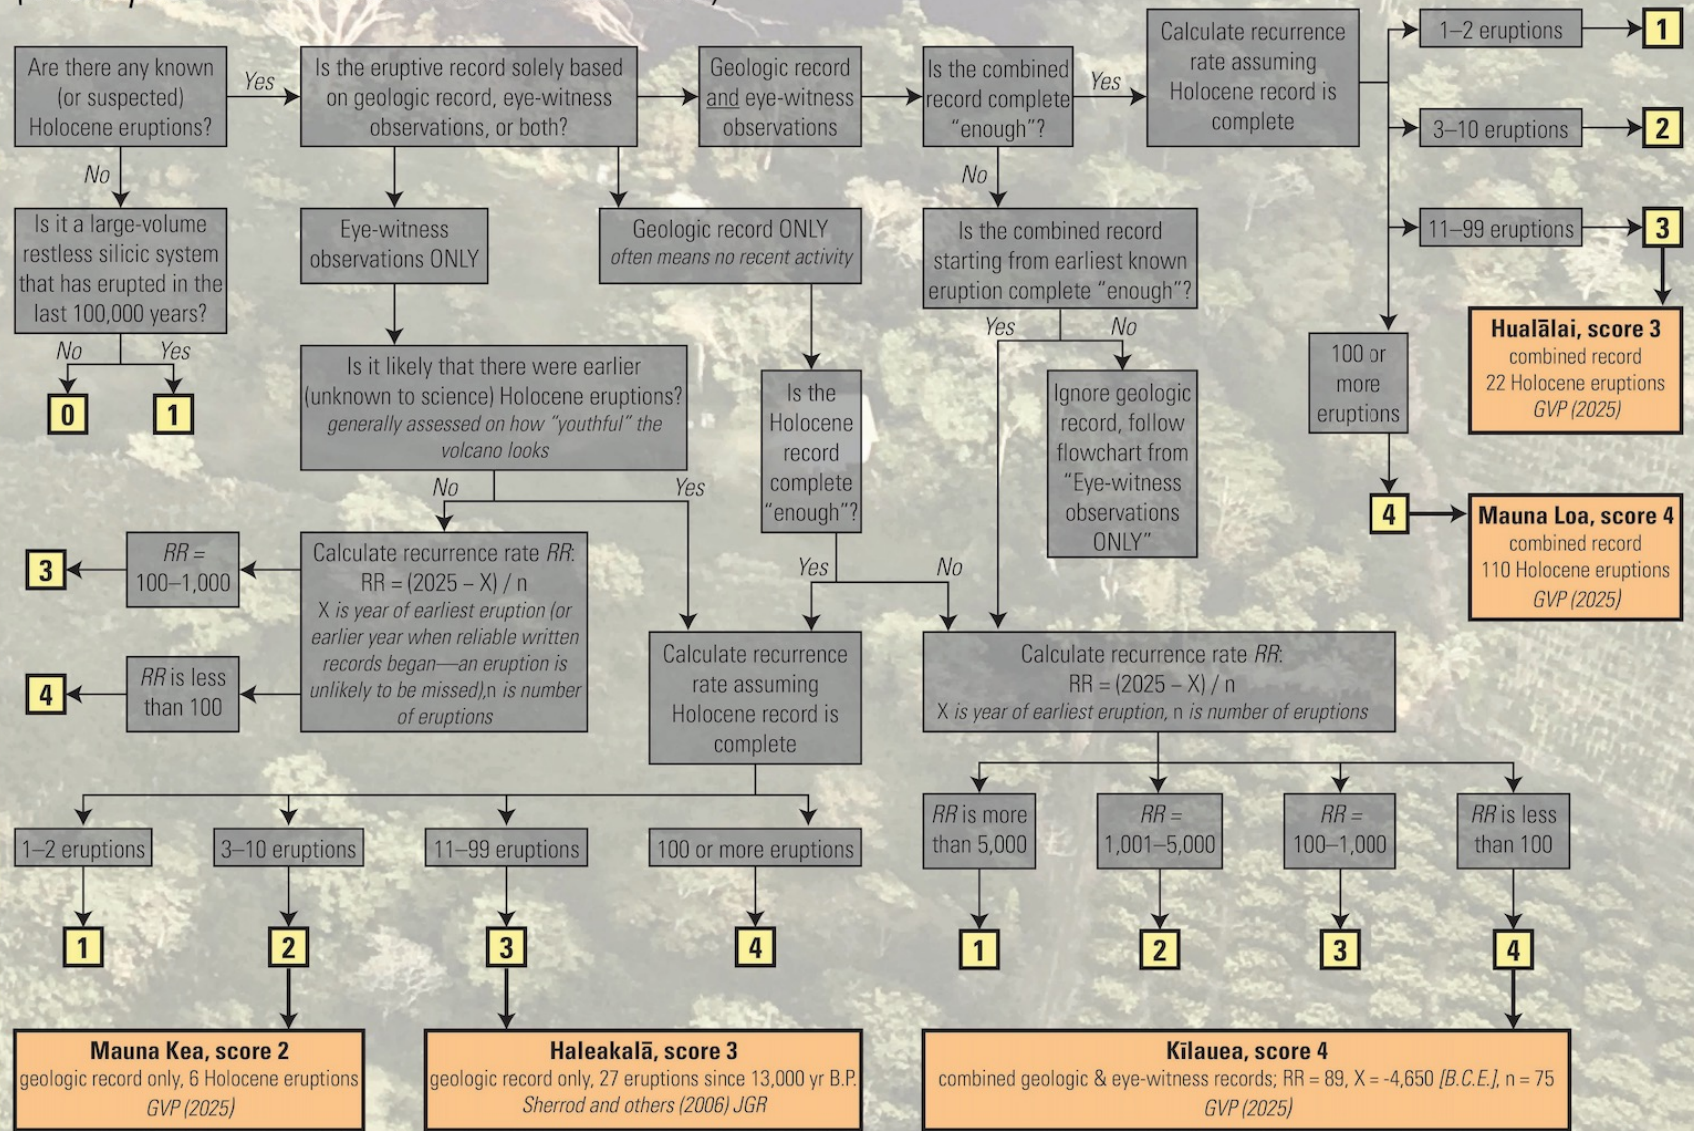 Are there any known
(or suspected)
Holocene eruptions?
Yes
Is the eruptive record solely based
on geologic record, eye-witness
observations, or both?
Geologic record
and eye-witness
observations
Is the combined
record complete
“enough”?
Yes
Calculate recurrence
rate assuming
Holocene record is
complete
1–2 eruptions
1
3–10 eruptions
2
11–99 eruptions
3
No
No
Is it a large-volume
restless silicic system
that has erupted in the
last 100,000 years?
Eye-witness
observations ONLY
Geologic record ONLY
often means no recent activity
Is the combined record
starting from earliest known
eruption complete “enough”?
No
Yes
0
1
Yes
No
100 or
more
eruptions
4
Hualālai, score 3
combined record
22 Holocene eruptions
GVP (2025)
Is it likely that there were earlier
(unknown to science) Holocene eruptions?
generally assessed on how “youthful” the
volcano looks
Is the
Holocene
record
complete
“enough”?
Ignore geologic
record, follow
flowchart from
“Eye-witness
observations
ONLY”
Mauna Loa, score 4
combined record
110 Holocene eruptions
GVP (2025)
No
Yes
Yes
No
3
RR =
100–1,000
4
RR is less
than 100
Calculate recurrence rate RR:
RR = (2025 – X) / n
X is year of earliest eruption (or
earlier year when reliable written
records began—an eruption is
unlikely to be missed),n is number
of eruptions
Calculate recurrence
rate assuming
Holocene record is
complete
Calculate recurrence rate RR:
RR = (2025 – X) / n
X is year of earliest eruption, n is number of eruptions
1–2 eruptions
3–10 eruptions
11–99 eruptions
100 or more eruptions
RR is more
than 5,000
RR =
1,001–5,000
RR =
100–1,000
RR is less
than 100
1
2
3
4
1
2
3
4
Mauna Kea, score 2
geologic record only, 6 Holocene eruptions
GVP (2025)
Haleakalā, score 3
geologic record only, 27 eruptions since 13,000 yr B.P.
Sherrod and others (2006) JGR
Kīlauea, score 4
combined geologic & eye-witness records; RR = 89, X = -4,650 [B.C.E.], n = 75
GVP (2025)